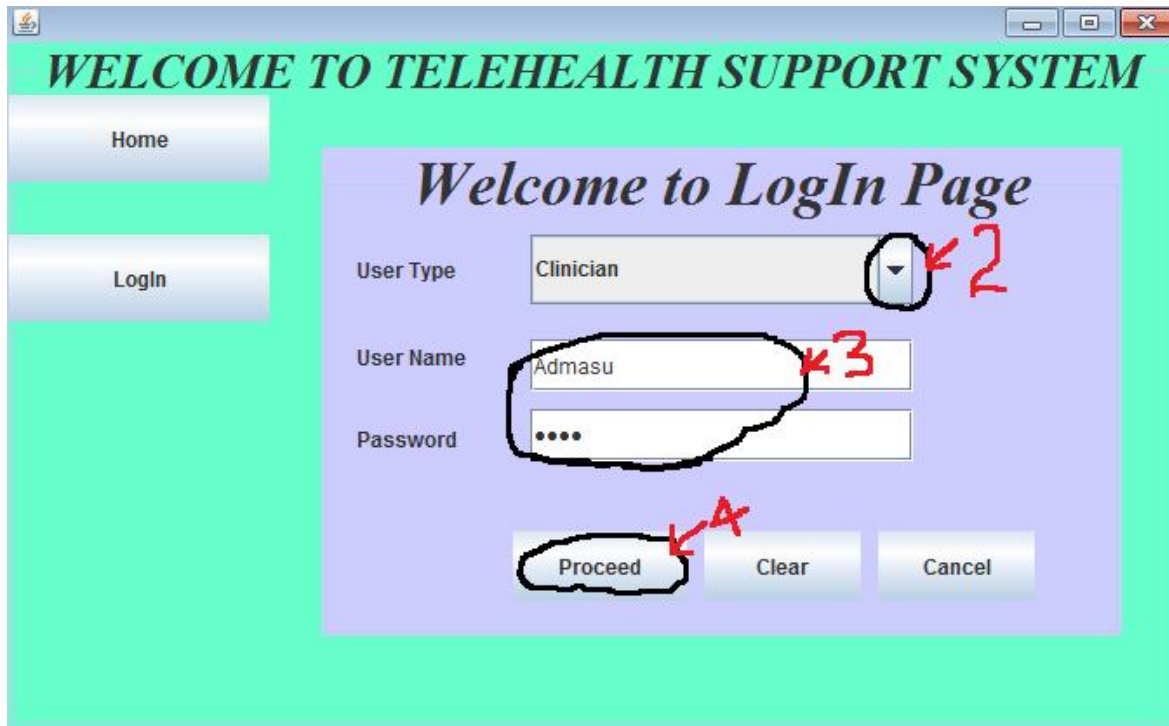 WELCOME TO TELEHEALTH SUPPORT SYSTEM
Home
Welcome to LogIn Page
User Type Clinician 2
LogIn
User Name Admasu 3
Password ••••
4
Proceed Clear Cancel